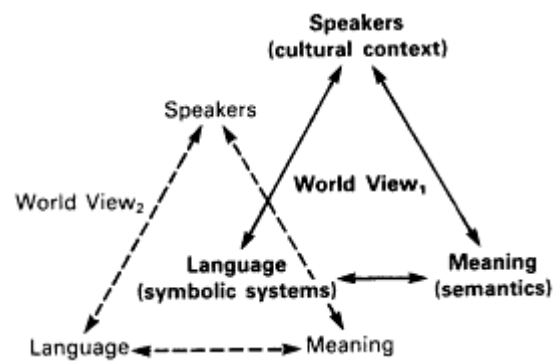 Speakers
(cultural context)
Speakers
World View₁
World View₂
Language
(symbolic systems)
Meaning
(semantics)
Language
Meaning